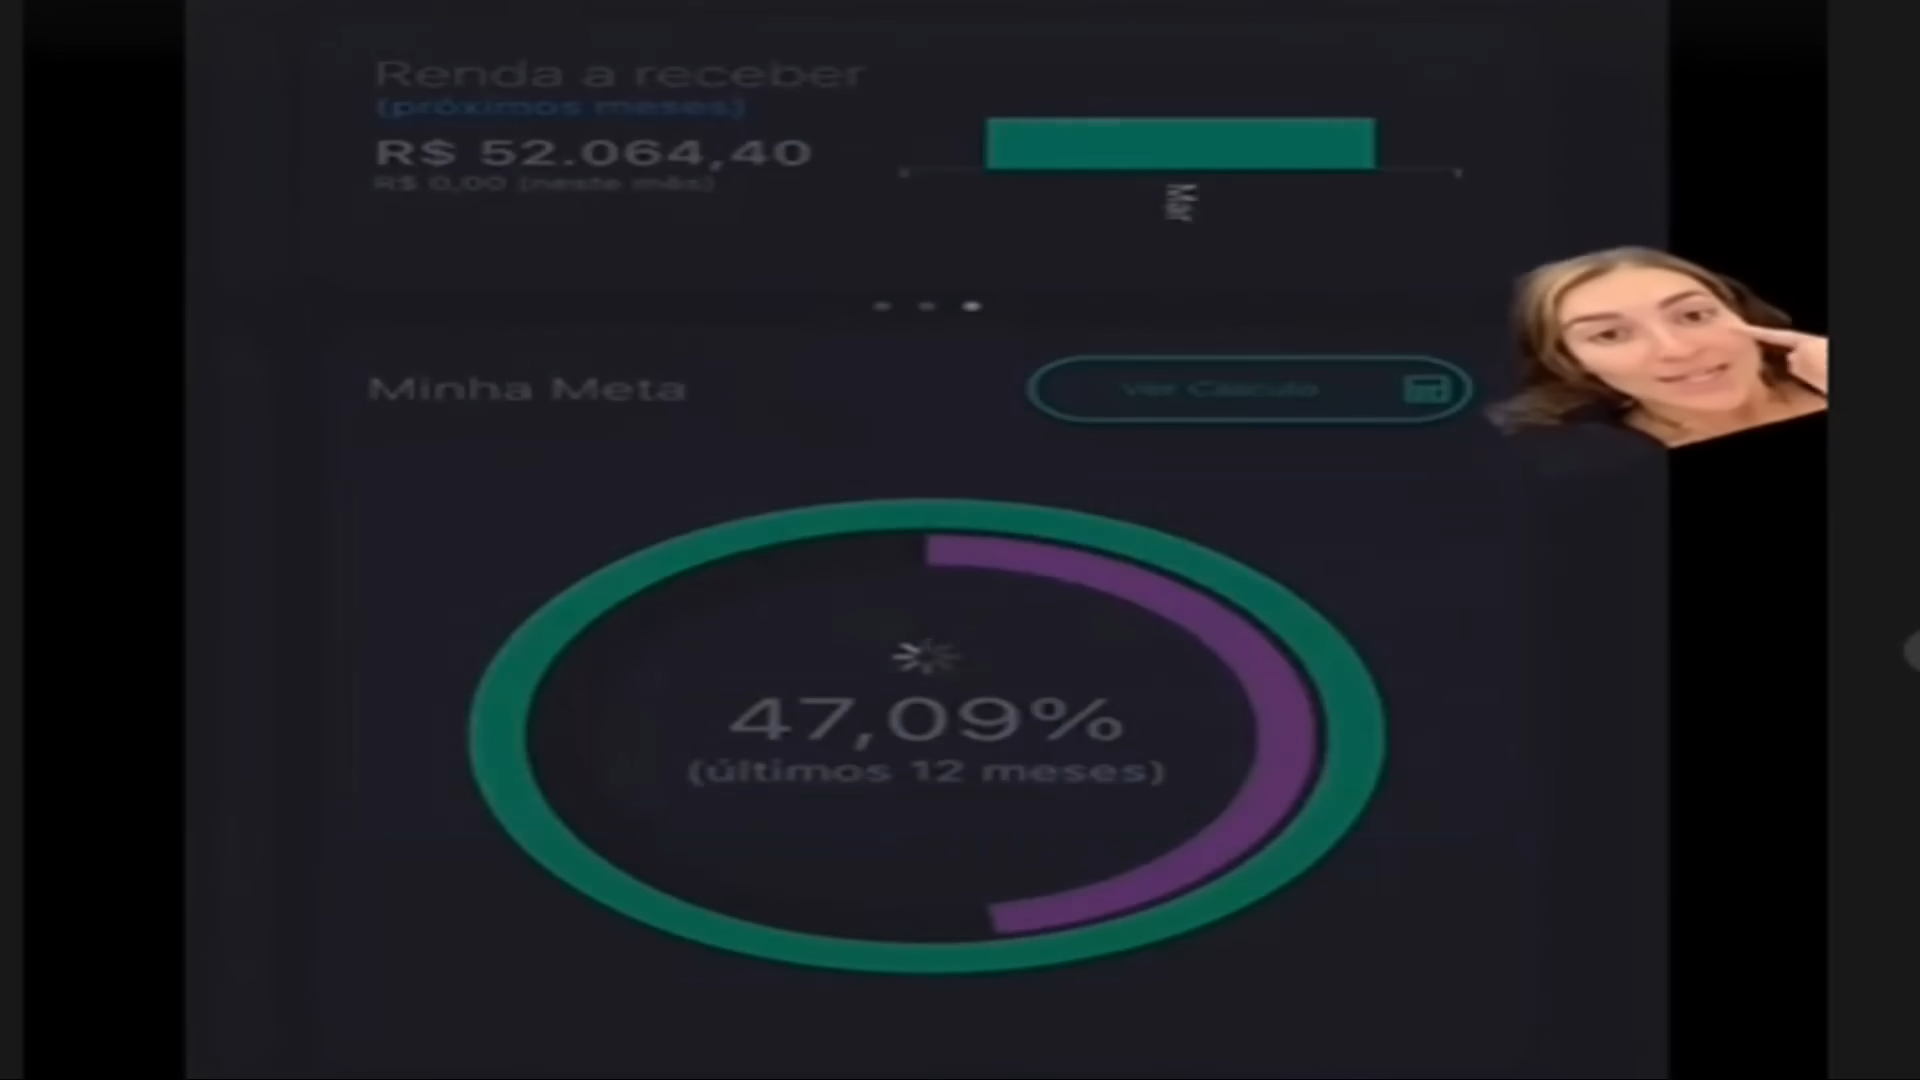 Renda a receber
(próximos meses)
R$ 52.064,40
R$ 0,00 (neste mês)
Mar
Minha Meta
Ver Cálculo
47,09%
(últimos 12 meses)